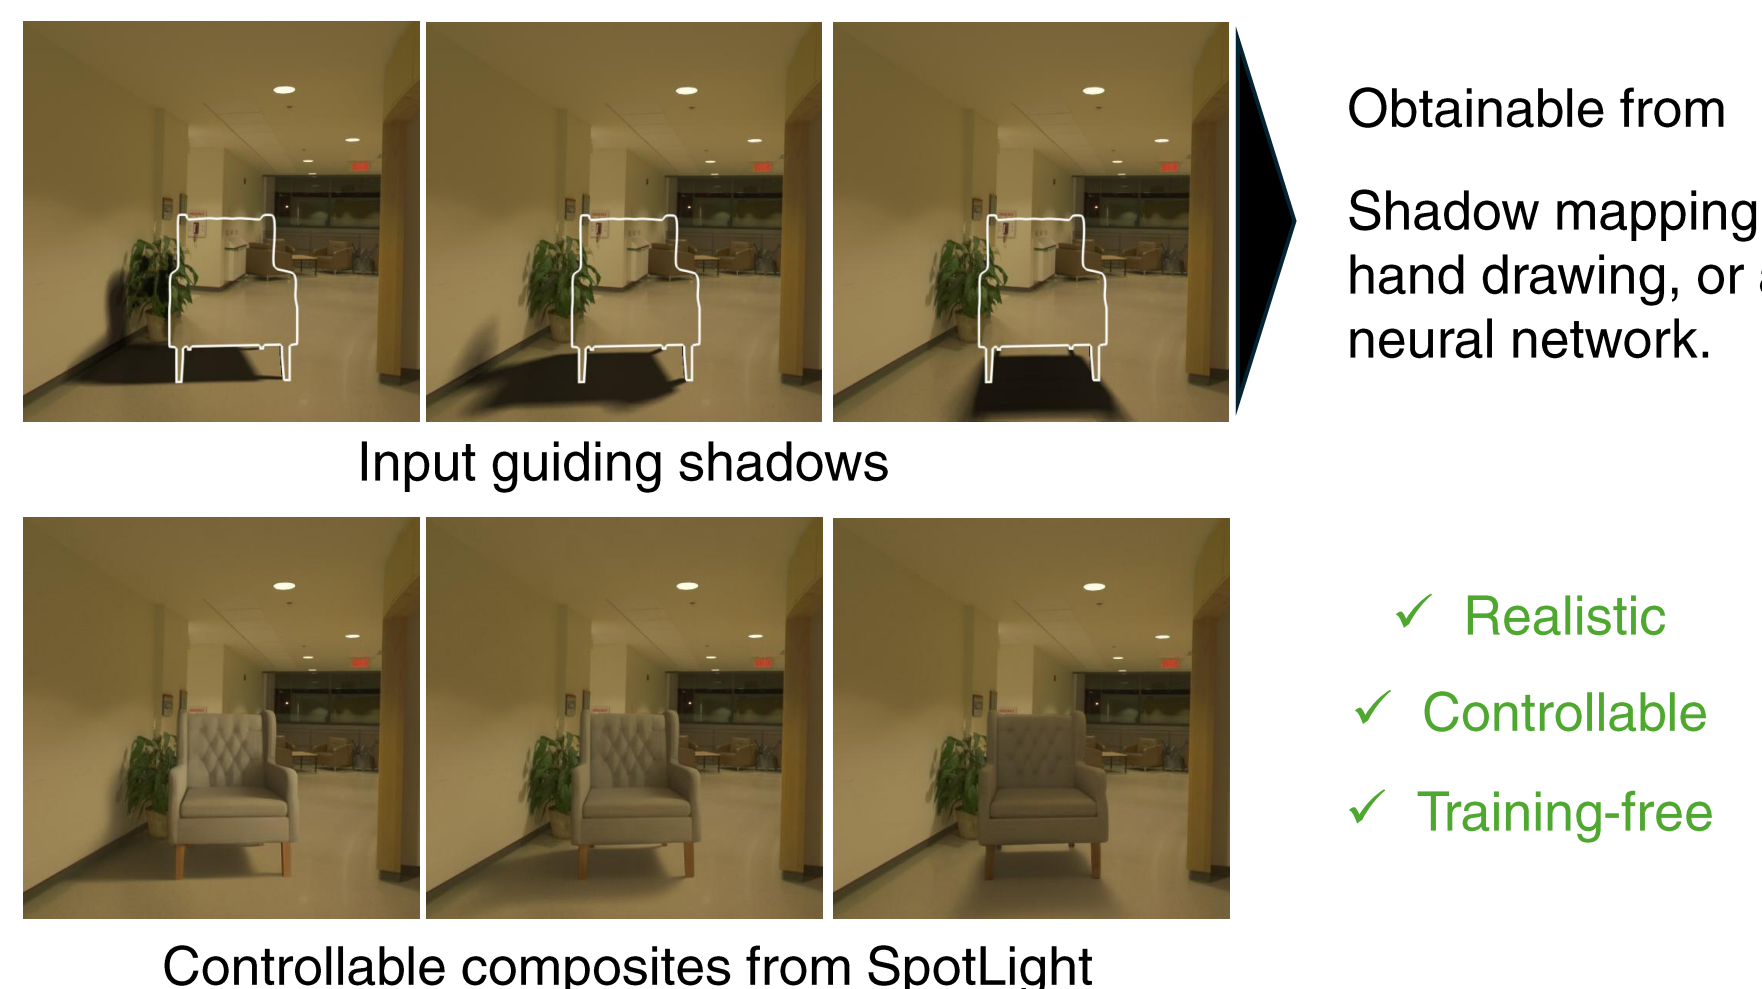 Obtainable from
Shadow mapping
hand drawing, or
neural network.
Input guiding shadows
✓ Realistic
✓ Controllable
✓ Training-free
Controllable composites from SpotLight